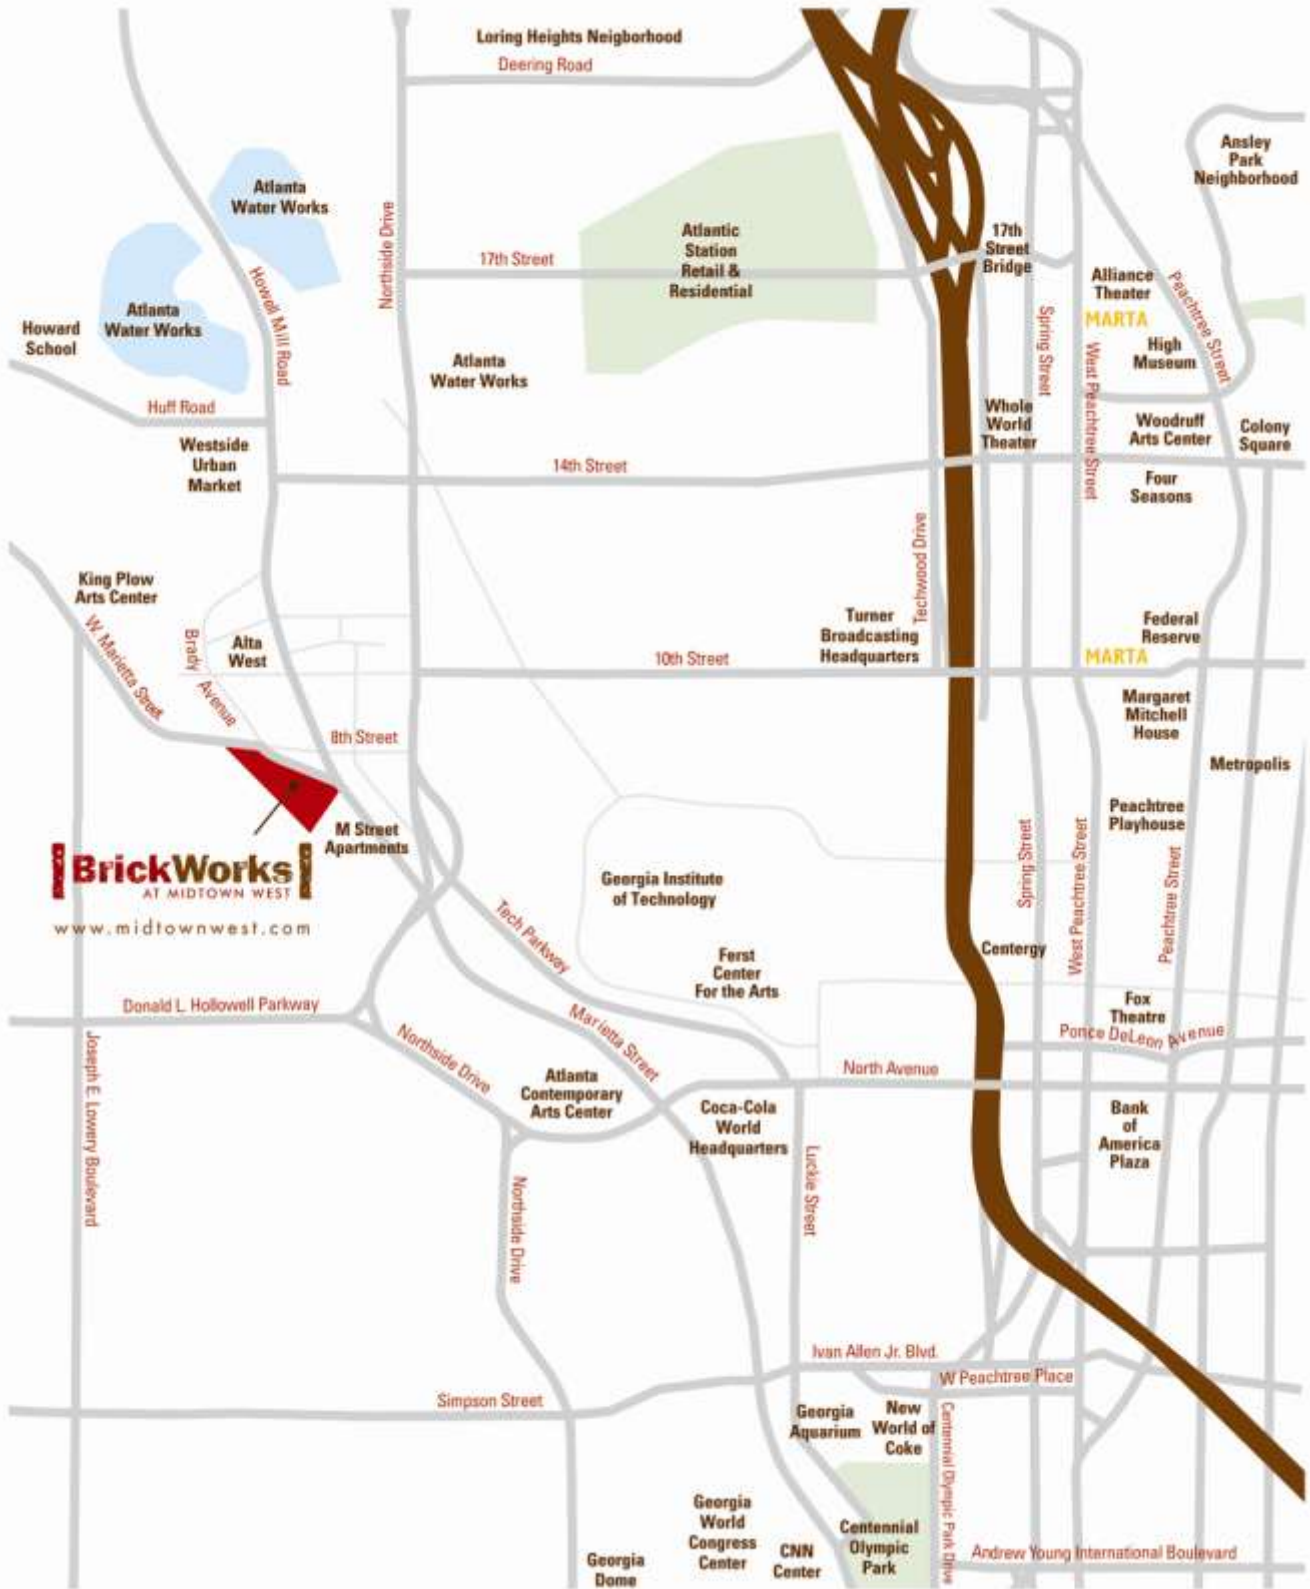 Loring Heights Neigborhood
Deering Road
Ansley
Park
Neighborhood
Atlanta
Water Works
Northside Drive
Atlantic
Station
Retail &
Residential
17th Street
17th
Street
Bridge
Alliance
Theater
MARTA
Peachtree Street
Howell Mill Road
Atlanta
Water Works
Howard
School
Spring Street
High
Museum
West Peachtree Street
Atlanta
Water Works
Huff Road
Whole
World
Theater
Woodruff
Arts Center
Colony
Square
Westside
Urban
Market
14th Street
Four
Seasons
Techwood Drive
King Plow
Arts Center
W. Marietta Street
Brady
Avenue
Alta
West
Turner
Broadcasting
Headquarters
Federal
Reserve
10th Street
MARTA
Margaret
Mitchell
House
8th Street
Metropolis
Peachtree
Playhouse
M Street
Apartments
BrickWorks
AT MIDTOWN WEST
www.midtownwest.com
Georgia Institute
of Technology
Spring Street
West Peachtree Street
Peachtree Street
Tech Parkway
Centergy
Ferst
Center
For the Arts
Donald L. Hollowell Parkway
Fox
Theatre
Ponce DeLeon Avenue
Marietta Street
Northside Drive
Joseph E. Lowery Boulevard
North Avenue
Atlanta
Contemporary
Arts Center
Coca-Cola
World
Headquarters
Bank
of
America
Plaza
Luckie Street
Northside Drive
Ivan Allen Jr. Blvd.
W Peachtree Place
Simpson Street
Georgia
Aquarium
New
World of
Coke
Centennial Olympic Park Drive
Georgia
World
Congress
Center
CNN
Center
Centennial
Olympic
Park
Andrew Young International Boulevard
Georgia
Dome